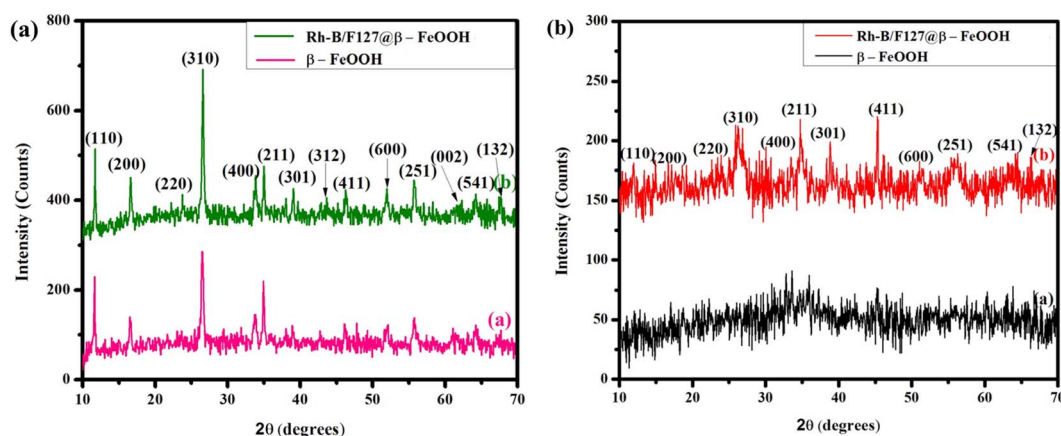 (a)
Rh-B/F127@β – FeOOH
β – FeOOH
(310)
(110)
(200)
(220)
(400)
(211)
(301)
(312)
(411)
(600)
(251)
(002)
(541)
(132)
(b)
(a)
Intensity (Counts)
800
600
400
200
0
10 20 30 40 50 60 70
2θ (degrees)
(b)
Rh-B/F127@β – FeOOH
β – FeOOH
(110)
(200)
(220)
(310)
(400)
(211)
(301)
(411)
(600)
(251)
(541)
(132)
(b)
(a)
Intensity (Counts)
300
250
200
150
100
50
0
10 20 30 40 50 60 70
2θ (degrees)